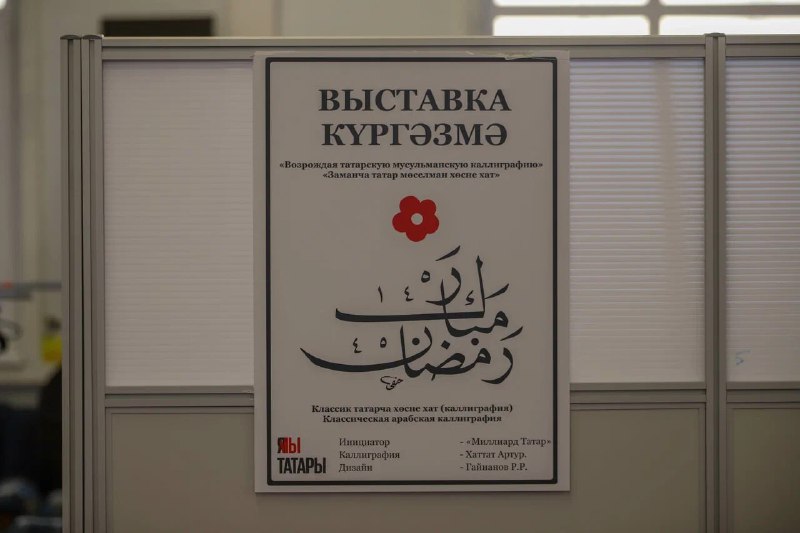 ВЫСТАВКА
КҮРГӘЗМӘ
«Возрождая татарскую мусульманскую каллиграфию»
«Заманча татар мөселман хөсне хат»
مبارك
رمضان
Классик татарча хөсне хат (каллиграфия)
Классическая арабская каллиграфия
ЯҢЫ
ТАТАРЫ
Инициатор - «Миллиард Татар»
Каллиграфия - Хаттат Артур.
Дизайн - Гайнанов Р.Р.